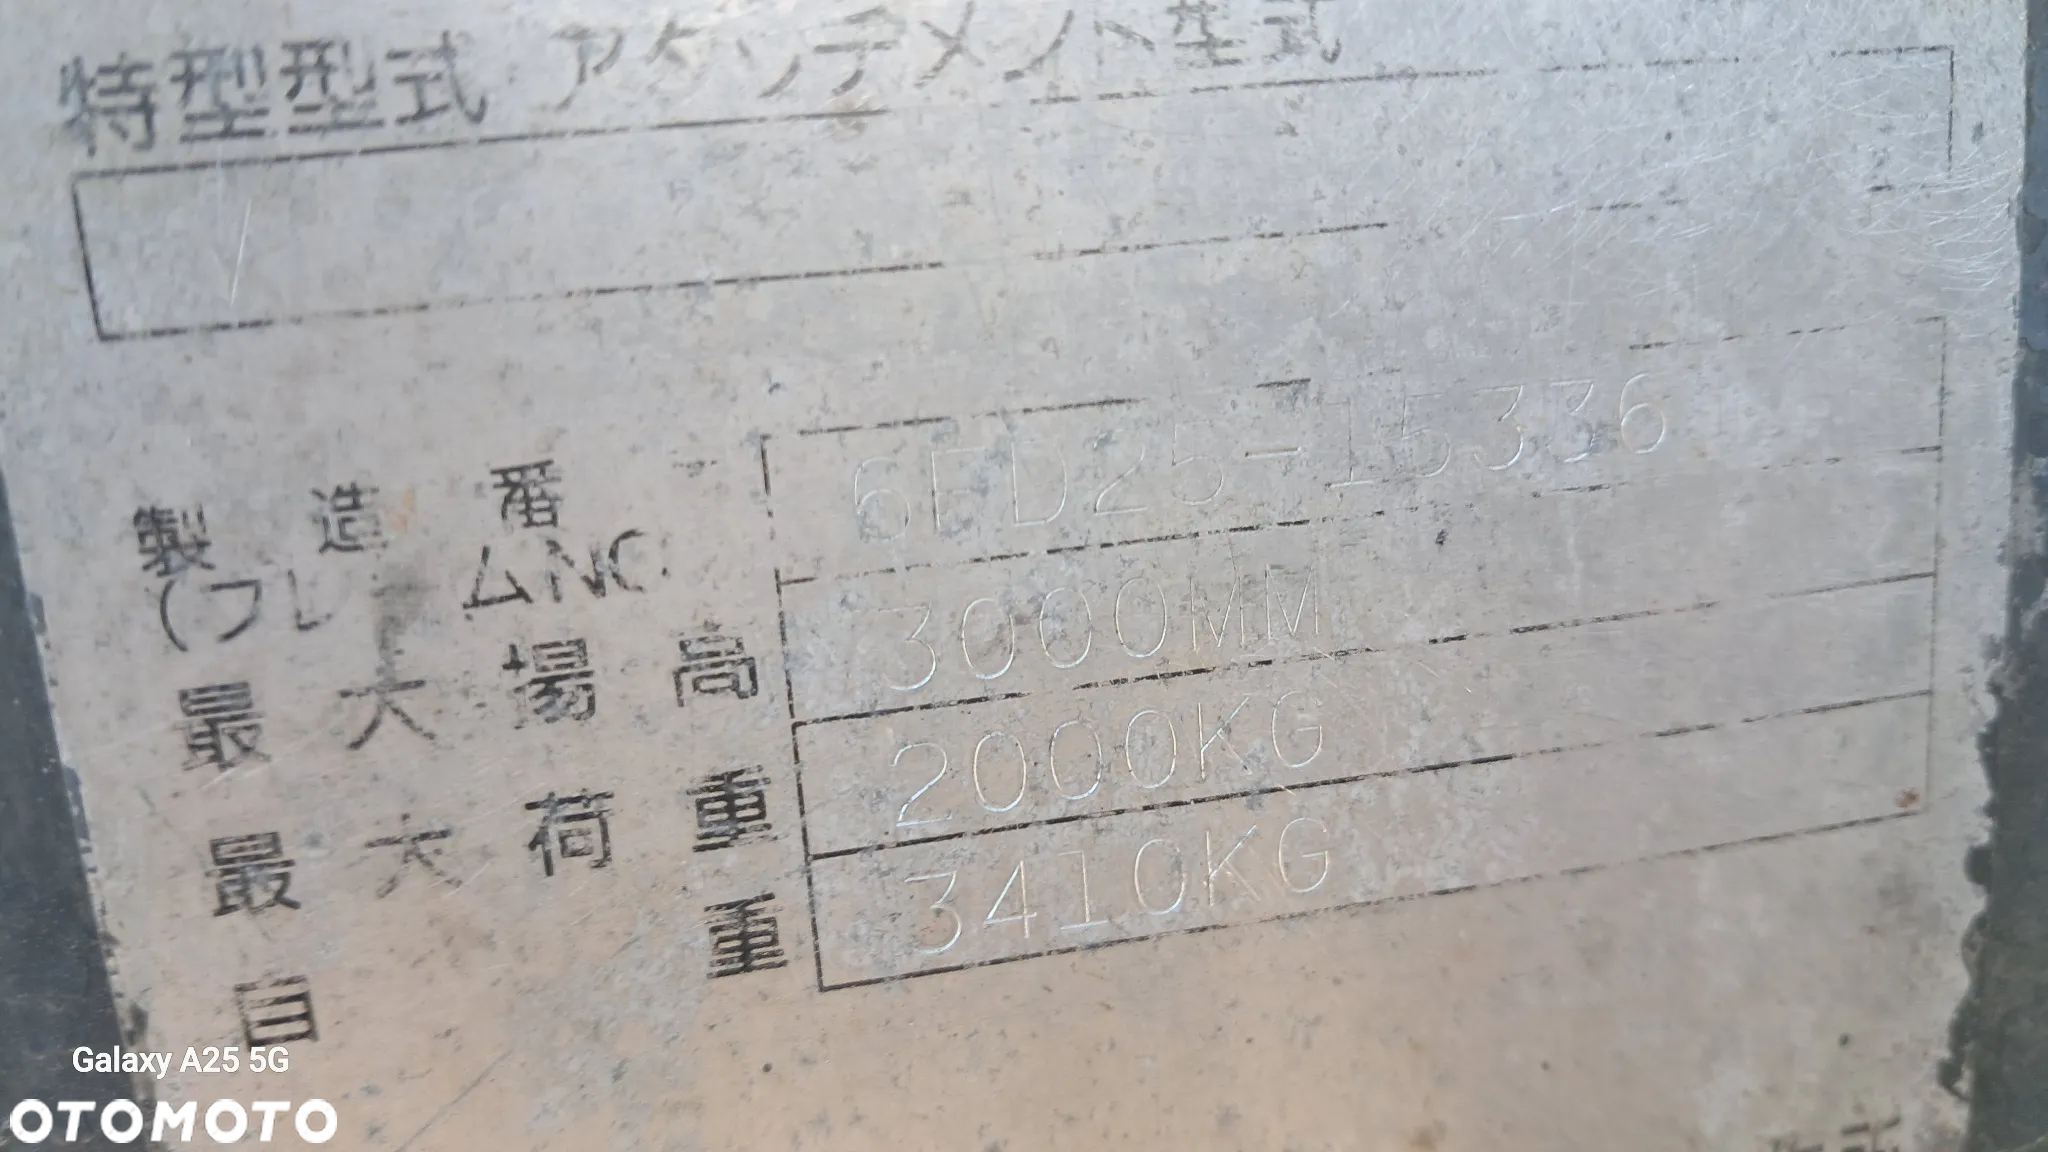 特型型式 アタッチメント型式
製造番
(フレームNO.
6FD25-15336
最大揚高 3000MM
最大荷重 2000KG
自重 3410KG
Galaxy A25 5G
OTOMOTO